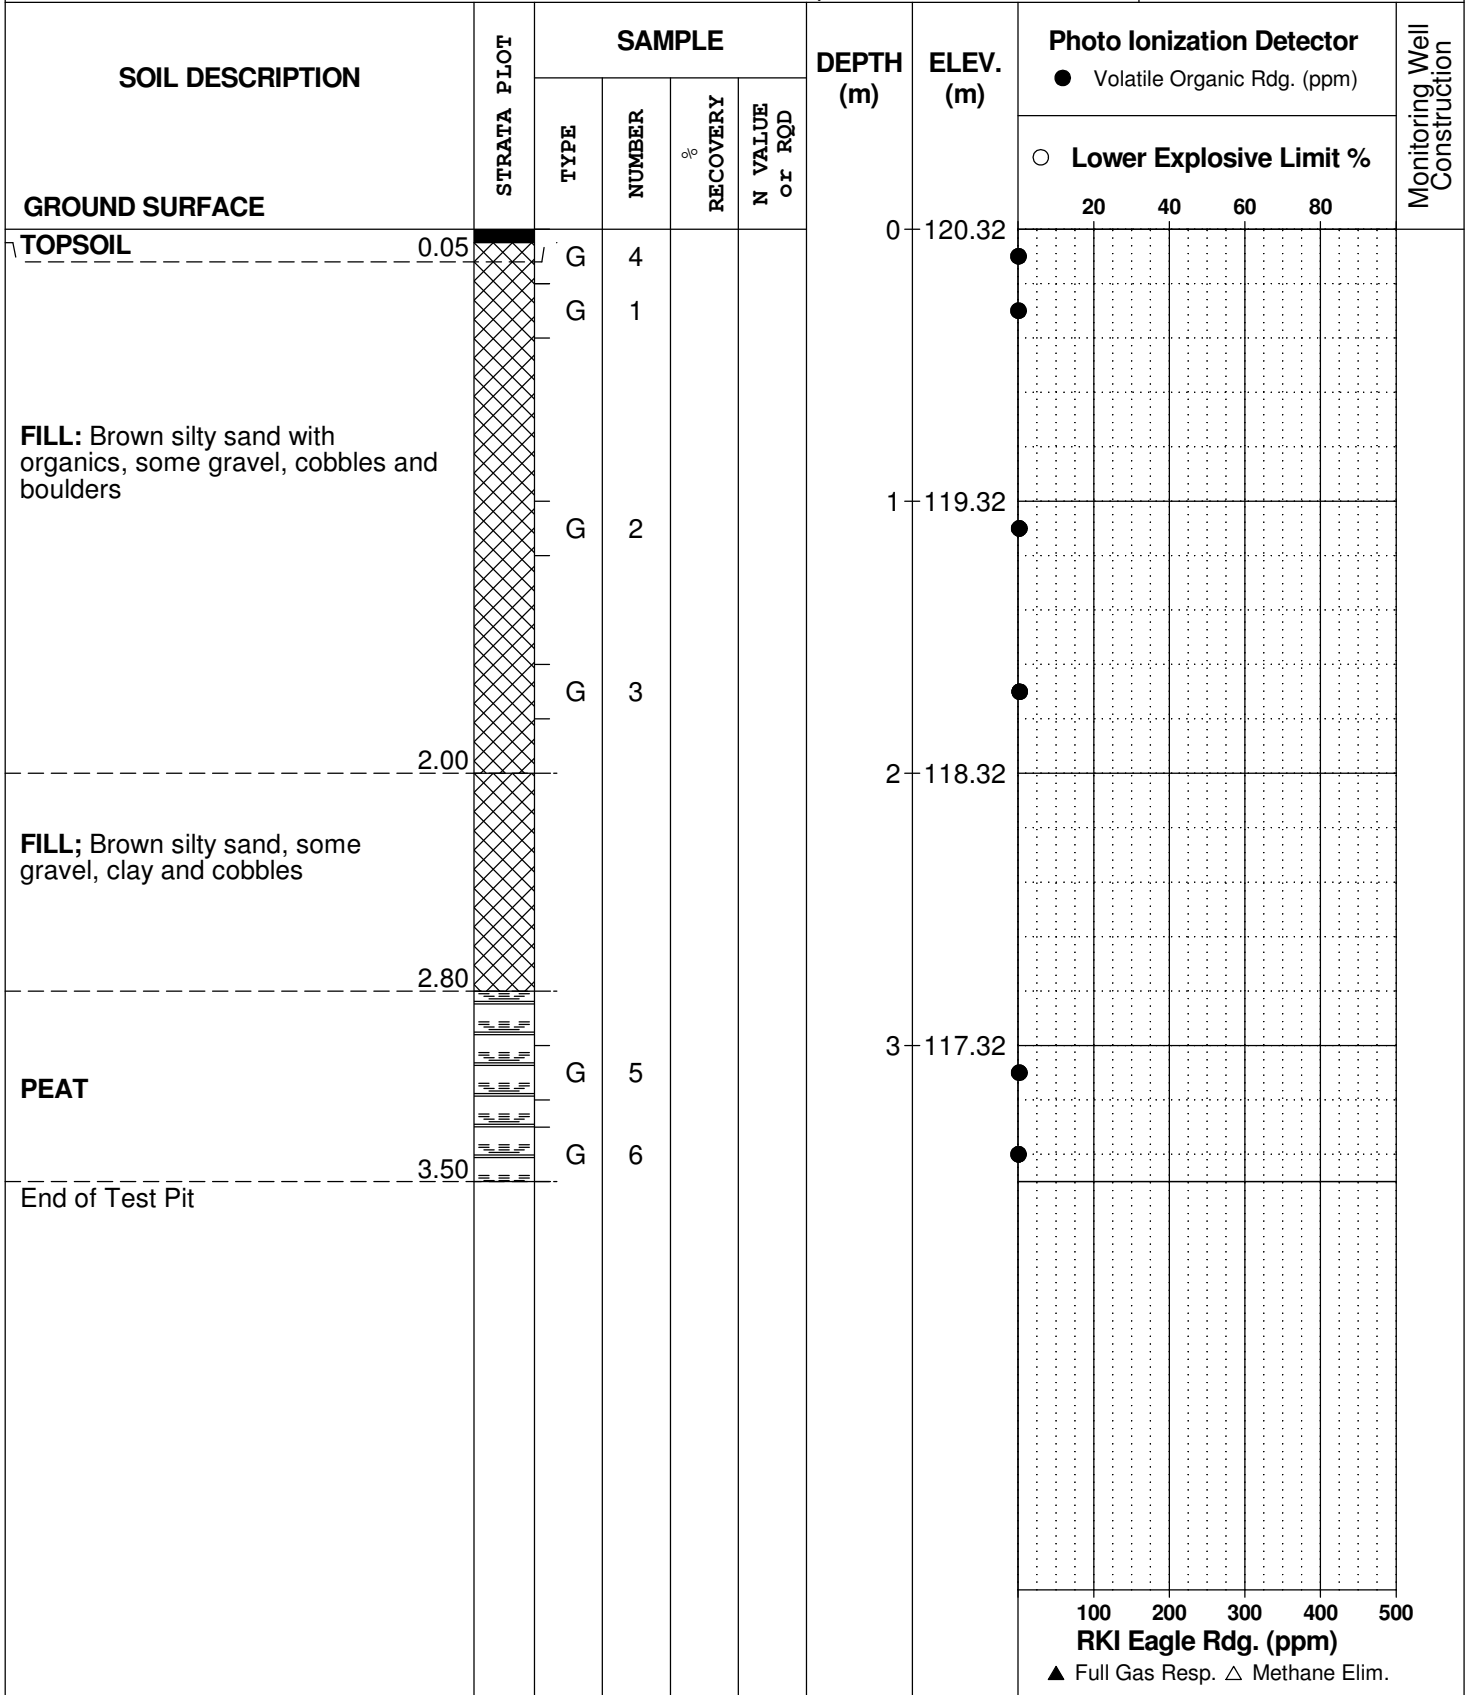 SOIL DESCRIPTION
GROUND SURFACE
STRATA PLOT
SAMPLE
TYPE
NUMBER
%
RECOVERY
N VALUE
or RQD
DEPTH
(m)
ELEV.
(m)
Photo Ionization Detector
● Volatile Organic Rdg. (ppm)
○ Lower Explosive Limit %
20 40 60 80
Monitoring Well
Construction
0 120.32
TOPSOIL 0.05
G 4
G 1
FILL: Brown silty sand with
organics, some gravel, cobbles and
boulders
1 119.32
G 2
G 3
2.00
2 118.32
FILL; Brown silty sand, some
gravel, clay and cobbles
2.80
3 117.32
G 5
PEAT
G 6
3.50
End of Test Pit
100 200 300 400 500
RKI Eagle Rdg. (ppm)
▲ Full Gas Resp. △ Methane Elim.